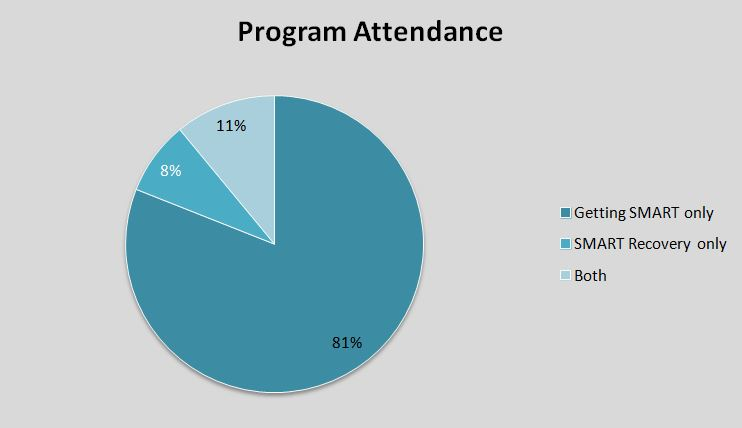 Program Attendance
11%
8%
81%
Getting SMART only
SMART Recovery only
Both